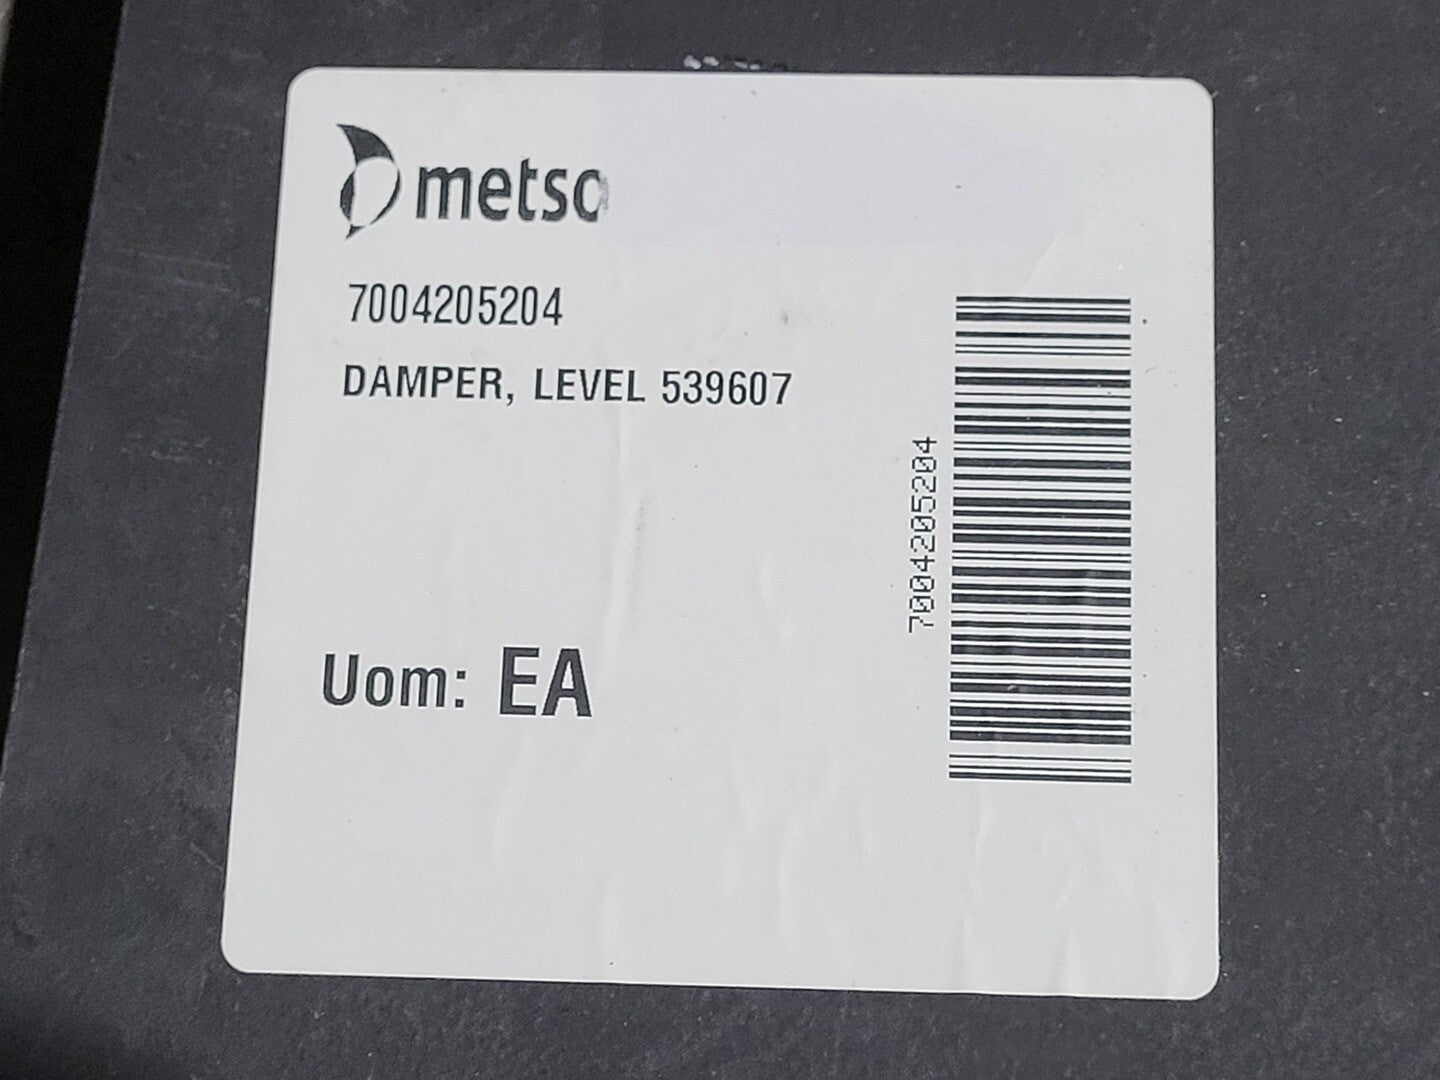 metso
7004205204
DAMPER, LEVEL 539607
7004205204
Uom: EA